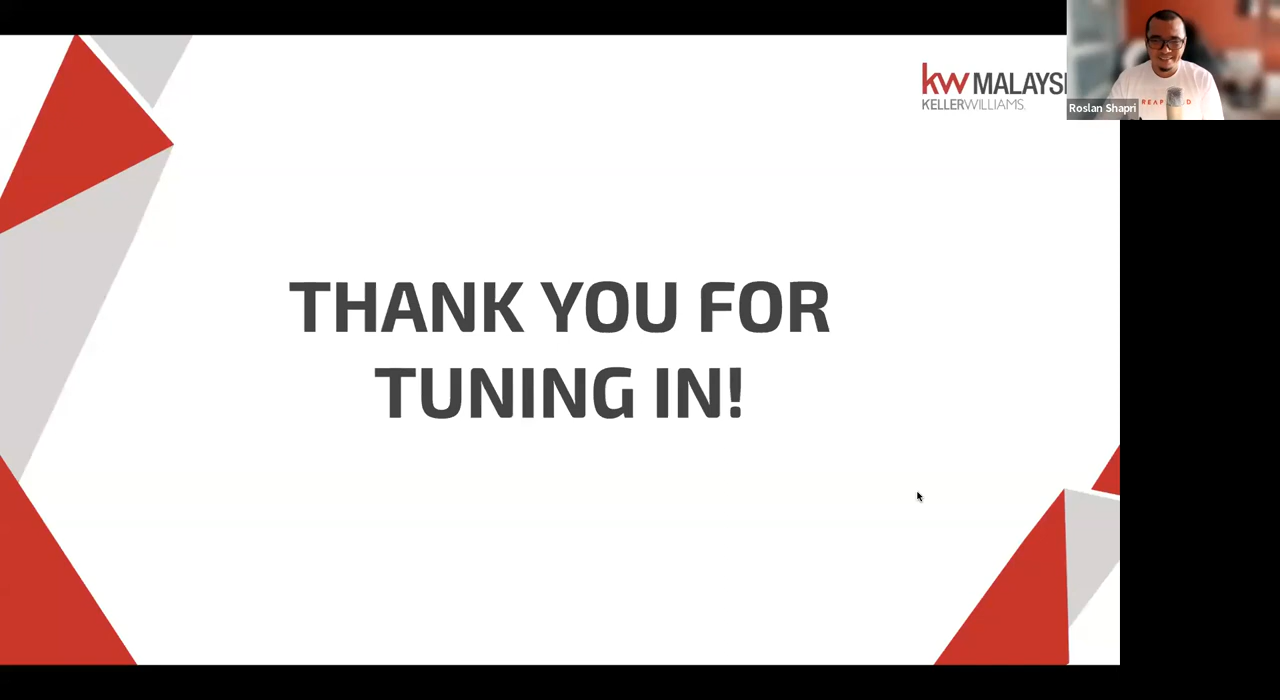 kw MALAYSI
KELLERWILLIAMS.
Roslan Shapri
THANK YOU FOR
TUNING IN!